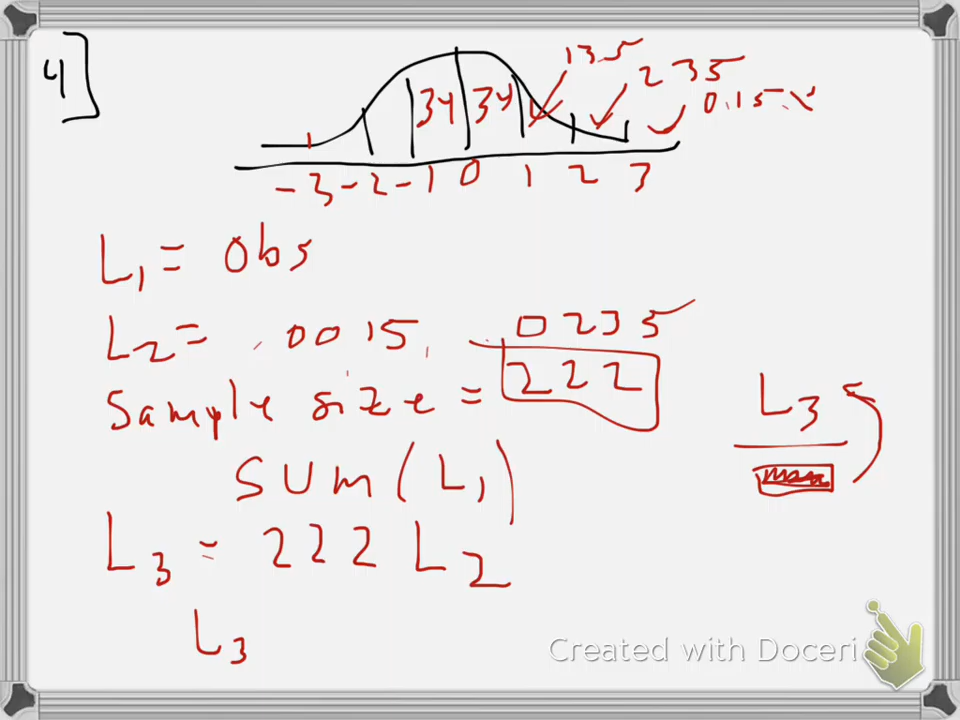 4]
13.5
2 35
34 34 0.15%
-3 -2 -1 0 1 2 3
L1 = Obs
L2 = .0015, .0235
Sample size = 222
L3
SUM(L1)
L3 = 222 L2
L3
Created with Doceri